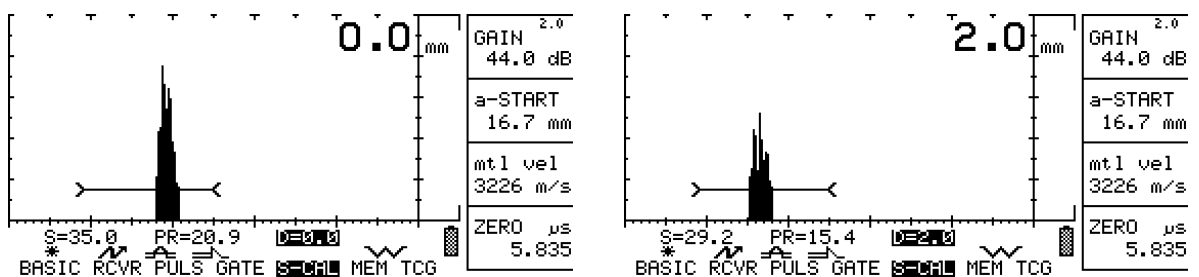 0.0 mm
2.0
GAIN
44.0 dB
a-START
16.7 mm
mtl vel
3226 m/s
ZERO µs
5.835
S=35.0 PR=20.9 D=0.0
BASIC RCVR PULS GATE S-CAL MEM TCG
2.0 mm
2.0
GAIN
44.0 dB
a-START
16.7 mm
mtl vel
3226 m/s
ZERO µs
5.835
S=29.2 PR=15.4 D=2.0
BASIC RCVR PULS GATE S-CAL MEM TCG